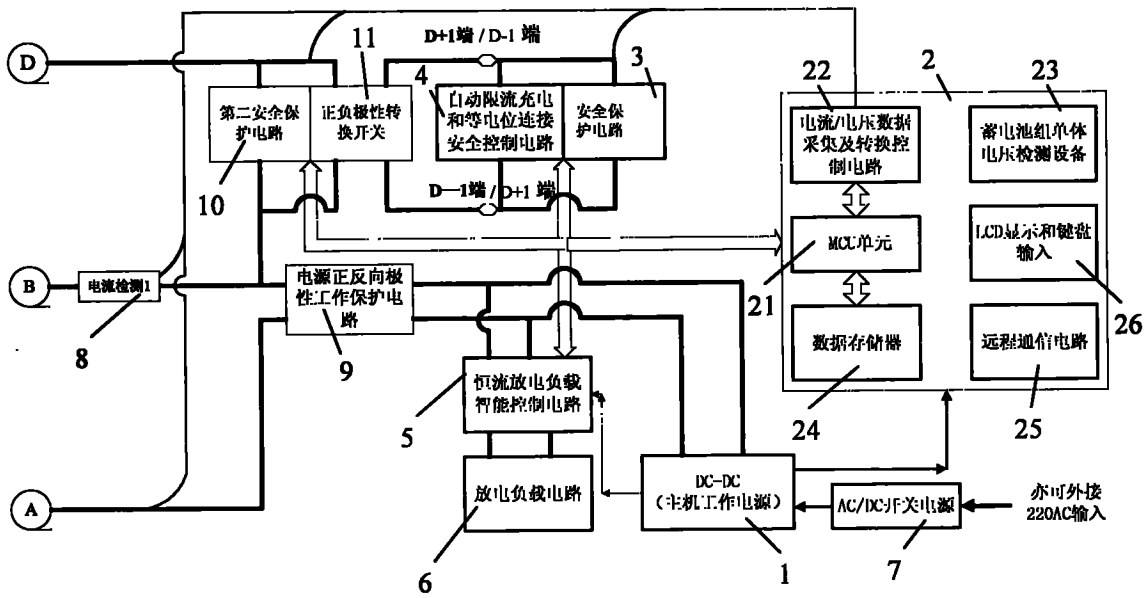 D+1端 / D-1 端
11
3
4
2
22
23
D
第二安全保
护电路
正负极性转
换开关
自动限流充电
和等电位连接
安全控制电路
安全保
护电路
电流/电压数据
采集及转换控
制电路
蓄电池组单体
电压检测设备
10
D—1端 / D+1 端
MCU单元
LCD显示和键盘
输入
21
26
B
电流检测1
电源正反向极
性工作保护电
路
8
9
数据存储器
远程通信电路
恒流放电负载
智能控制电路
5
24
25
A
放电负载电路
DC-DC
(主机工作电源)
AC/DC开关电源
亦可外接
220AC输入
6
1
7